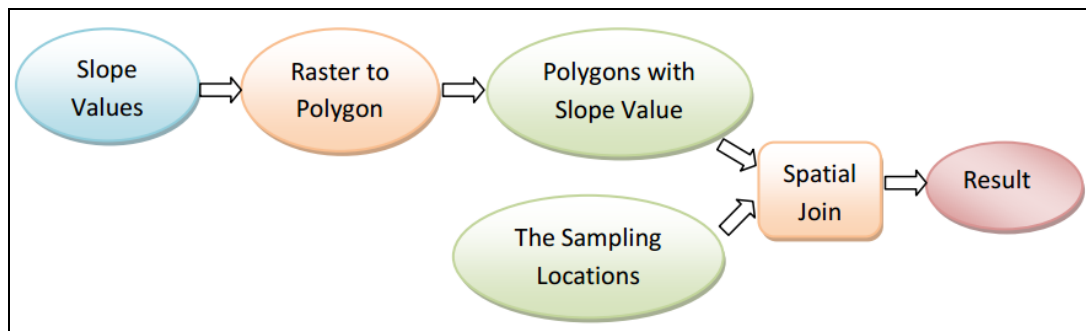 Slope
Values
Raster to
Polygon
Polygons with
Slope Value
Spatial
Join
Result
The Sampling
Locations